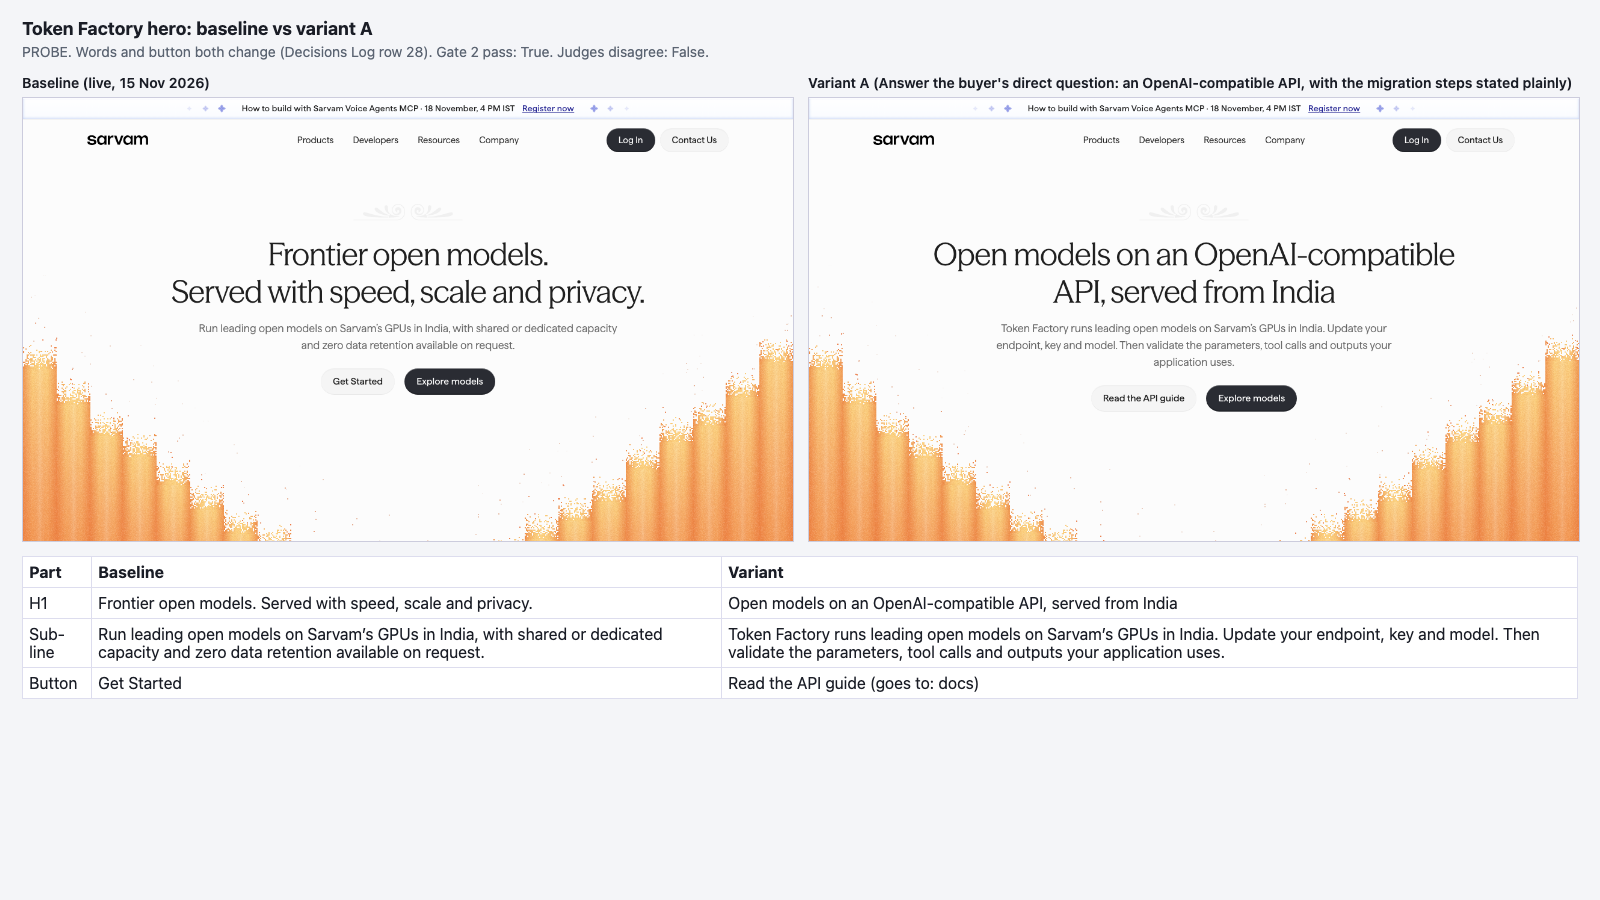 Token Factory hero: baseline vs variant A
PROBE. Words and button both change (Decisions Log row 28). Gate 2 pass: True. Judges disagree: False.
Baseline (live, 15 Nov 2026)
How to build with Sarvam Voice Agents MCP · 18 November, 4 PM IST Register now
sarvam
Products Developers Resources Company
Log In Contact Us
Frontier open models.
Served with speed, scale and privacy.
Run leading open models on Sarvam's GPUs in India, with shared or dedicated capacity
and zero data retention available on request.
Get Started Explore models
Variant A (Answer the buyer's direct question: an OpenAI-compatible API, with the migration steps stated plainly)
How to build with Sarvam Voice Agents MCP · 18 November, 4 PM IST Register now
sarvam
Products Developers Resources Company
Log In Contact Us
Open models on an OpenAI-compatible
API, served from India
Token Factory runs leading open models on Sarvam's GPUs in India. Update your
endpoint, key and model. Then validate the parameters, tool calls and outputs your
application uses.
Read the API guide Explore models
Part Baseline Variant
H1 Frontier open models. Served with speed, scale and privacy. Open models on an OpenAI-compatible API, served from India
Sub-
line
Run leading open models on Sarvam’s GPUs in India, with shared or dedicated
capacity and zero data retention available on request.
Token Factory runs leading open models on Sarvam’s GPUs in India. Update your endpoint, key and model. Then
validate the parameters, tool calls and outputs your application uses.
Button Get Started Read the API guide (goes to: docs)